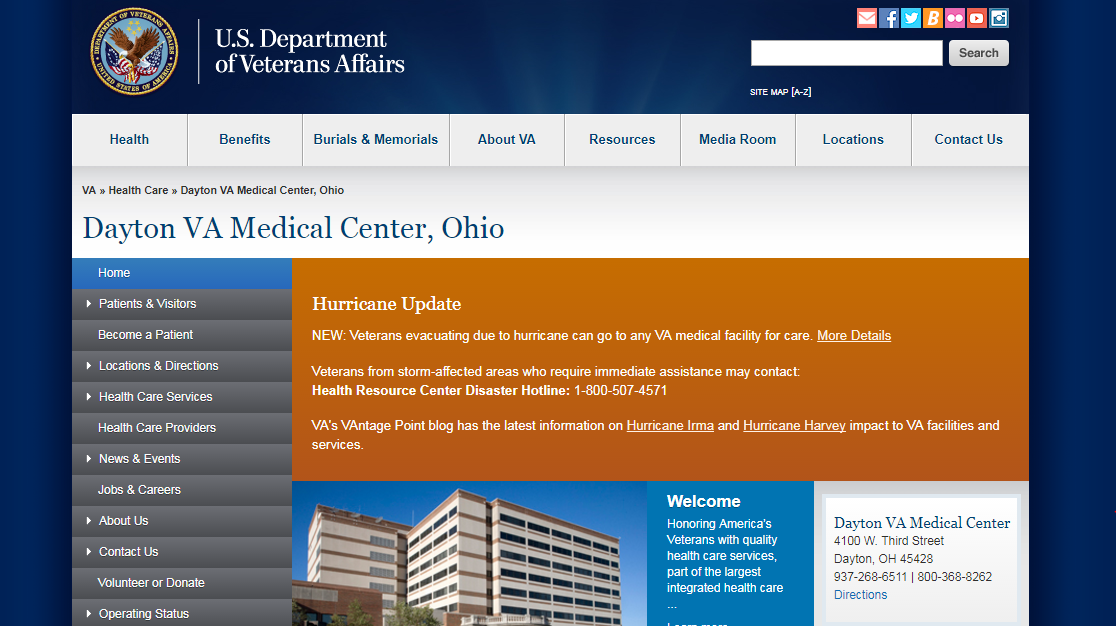 U.S. Department
of Veterans Affairs
Search
SITE MAP [A-Z]
Health
Benefits
Burials & Memorials
About VA
Resources
Media Room
Locations
Contact Us
VA » Health Care » Dayton VA Medical Center, Ohio
Dayton VA Medical Center, Ohio
Home
Patients & Visitors
Become a Patient
Locations & Directions
Health Care Services
Health Care Providers
News & Events
Jobs & Careers
About Us
Contact Us
Volunteer or Donate
Operating Status
Hurricane Update
NEW: Veterans evacuating due to hurricane can go to any VA medical facility for care. More Details
Veterans from storm-affected areas who require immediate assistance may contact:
Health Resource Center Disaster Hotline: 1-800-507-4571
VA's VAntage Point blog has the latest information on Hurricane Irma and Hurricane Harvey impact to VA facilities and
services.
Welcome
Honoring America's
Veterans with quality
health care services,
part of the largest
integrated health care
...
Dayton VA Medical Center
4100 W. Third Street
Dayton, OH 45428
937-268-6511 | 800-368-8262
Directions